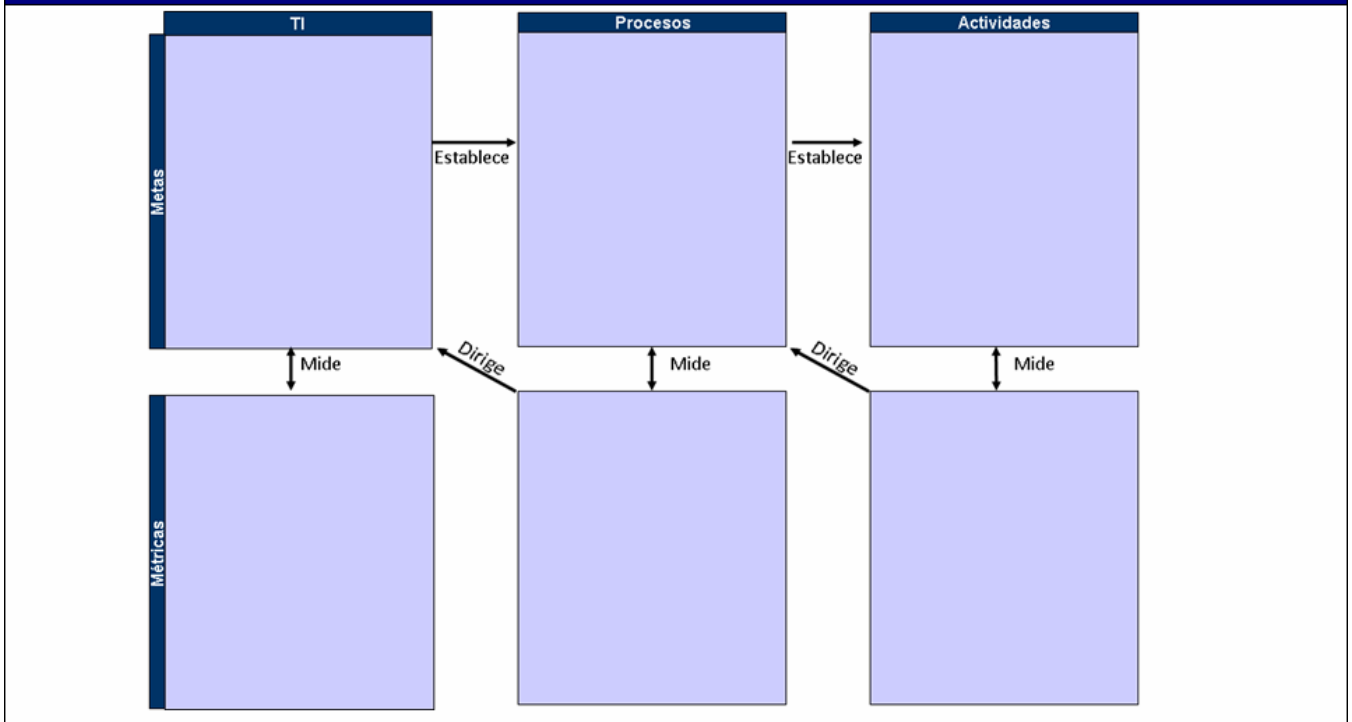 TI
Procesos
Actividades
Metas
Establece
Establece
Mide
Dirige
Mide
Dirige
Mide
Métricas